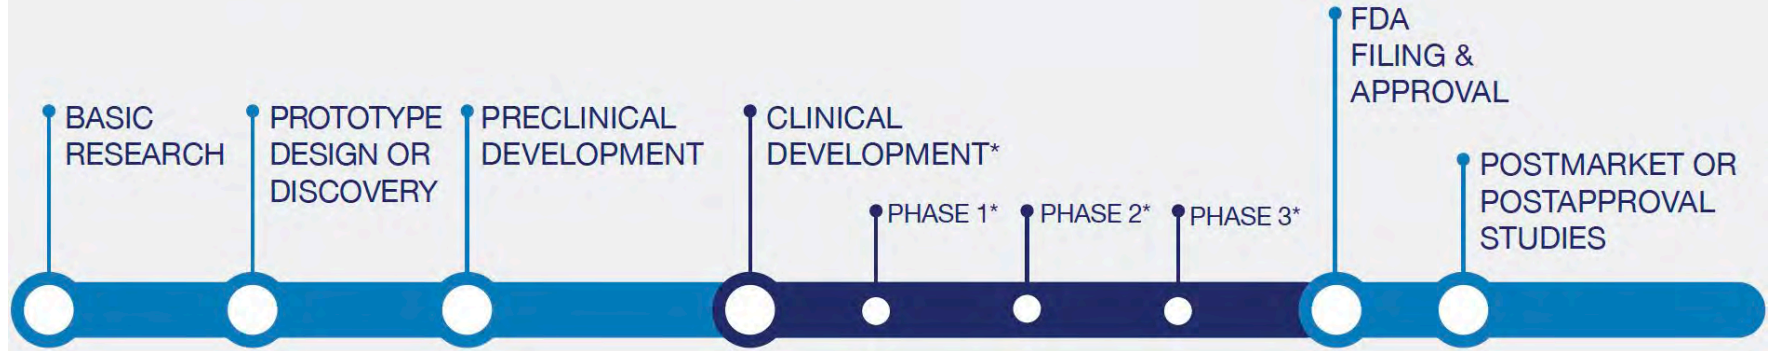 BASIC
RESEARCH
PROTOTYPE
DESIGN OR
DISCOVERY
PRECLINICAL
DEVELOPMENT
CLINICAL
DEVELOPMENT*
PHASE 1*
PHASE 2*
PHASE 3*
FDA
FILING &
APPROVAL
POSTMARKET OR
POSTAPPROVAL
STUDIES